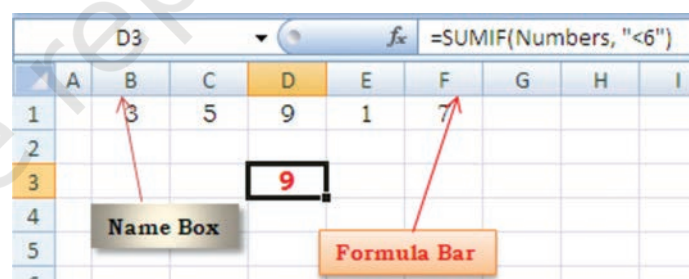 D3 fx =SUMIF(Numbers, "<6")
A B C D E F G H I
1 3 5 9 1 7
2
3 9
4 Name Box
5 Formula Bar